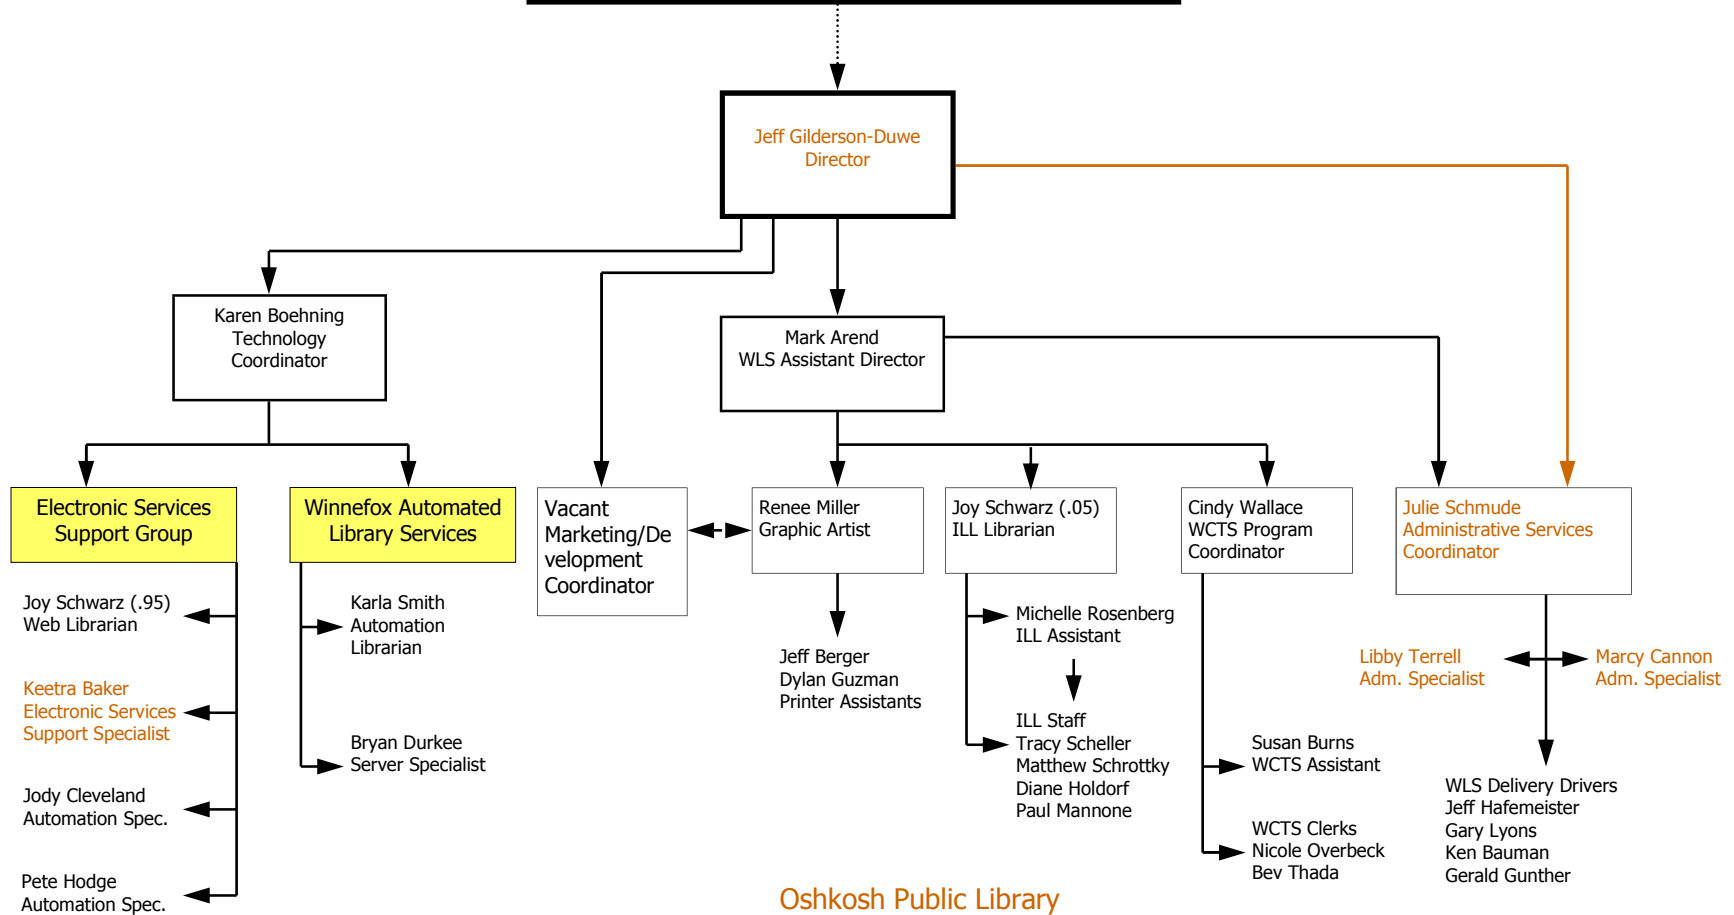 Jeff Gilderson-Duwe
Director
Karen Boehning
Technology
Coordinator
Mark Arend
WLS Assistant Director
Electronic Services
Support Group
Winnefox Automated
Library Services
Vacant
Marketing/De
velopment
Coordinator
Renee Miller
Graphic Artist
Joy Schwarz (.05)
ILL Librarian
Cindy Wallace
WCTS Program
Coordinator
Julie Schmude
Administrative Services
Coordinator
Joy Schwarz (.95)
Web Librarian
Keetra Baker
Electronic Services
Support Specialist
Jody Cleveland
Automation Spec.
Pete Hodge
Automation Spec.
Karla Smith
Automation
Librarian
Bryan Durkee
Server Specialist
Jeff Berger
Dylan Guzman
Printer Assistants
Michelle Rosenberg
ILL Assistant
ILL Staff
Tracy Scheller
Matthew Schrottky
Diane Holdorf
Paul Mannone
Susan Burns
WCTS Assistant
WCTS Clerks
Nicole Overbeck
Bev Thada
Libby Terrell
Adm. Specialist
Marcy Cannon
Adm. Specialist
WLS Delivery Drivers
Jeff Hafemeister
Gary Lyons
Ken Bauman
Gerald Gunther
Oshkosh Public Library